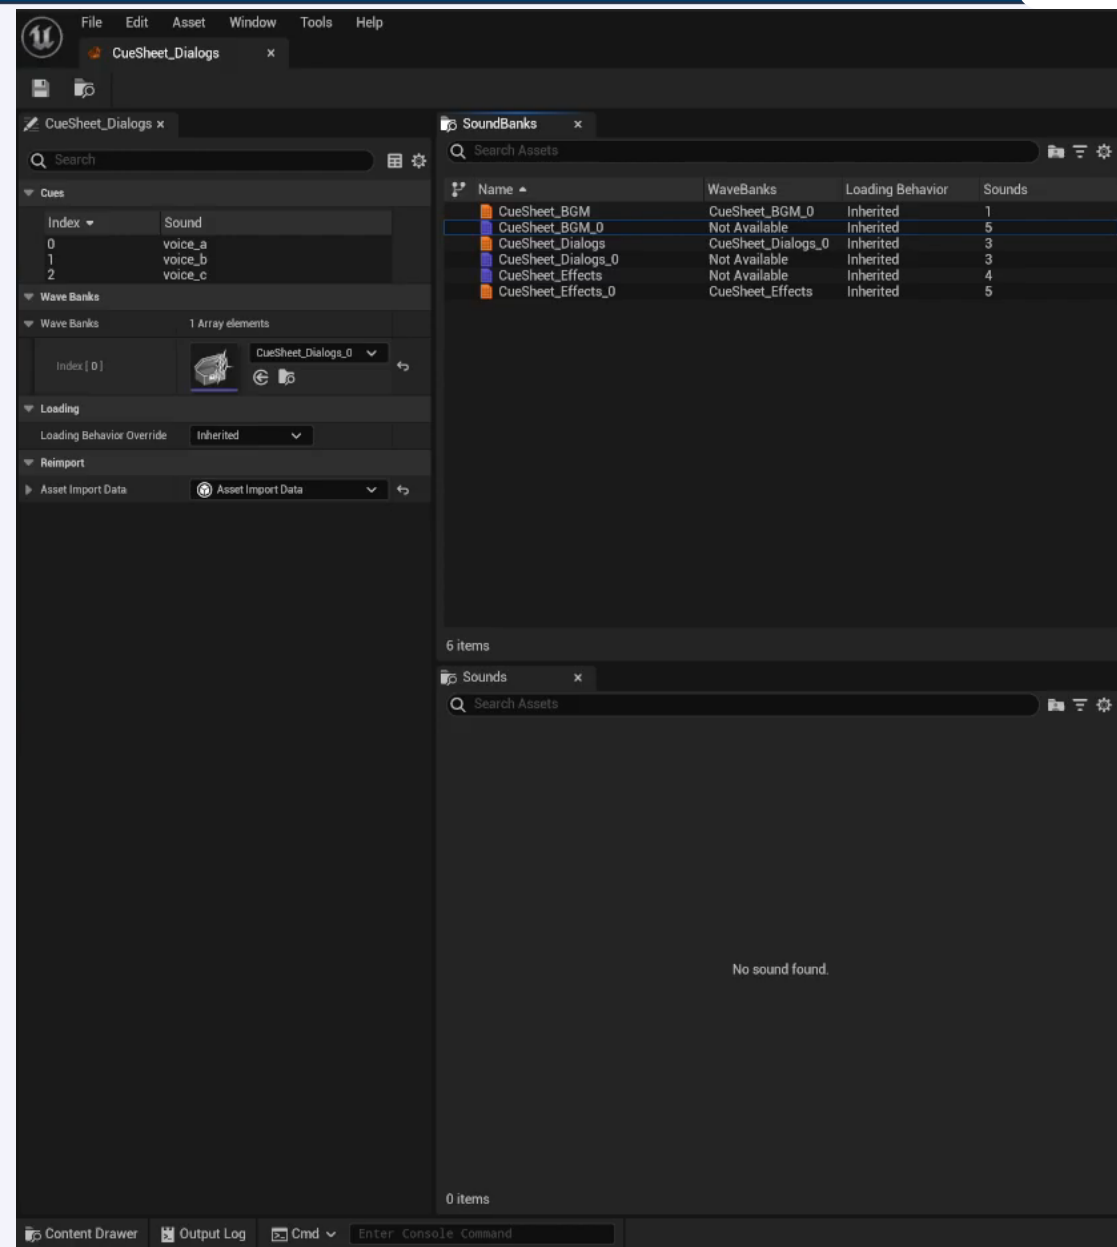 File Edit Asset Window Tools Help
CueSheet_Dialogs
CueSheet_Dialogs
Search
Cues
Index Sound
0 voice_a
1 voice_b
2 voice_c
Wave Banks
Wave Banks 1 Array elements
Index [ 0 ] CueSheet_Dialogs_0
Loading
Loading Behavior Override Inherited
Reimport
Asset Import Data Asset Import Data
SoundBanks
Search Assets
Name WaveBanks Loading Behavior Sounds
CueSheet_BGM CueSheet_BGM_0 Inherited 1
CueSheet_BGM_0 Not Available Inherited 5
CueSheet_Dialogs CueSheet_Dialogs_0 Inherited 3
CueSheet_Dialogs_0 Not Available Inherited 3
CueSheet_Effects Not Available Inherited 4
CueSheet_Effects_0 CueSheet_Effects Inherited 5
6 items
Sounds
Search Assets
No sound found.
0 items
Content Drawer Output Log Cmd Enter Console Command